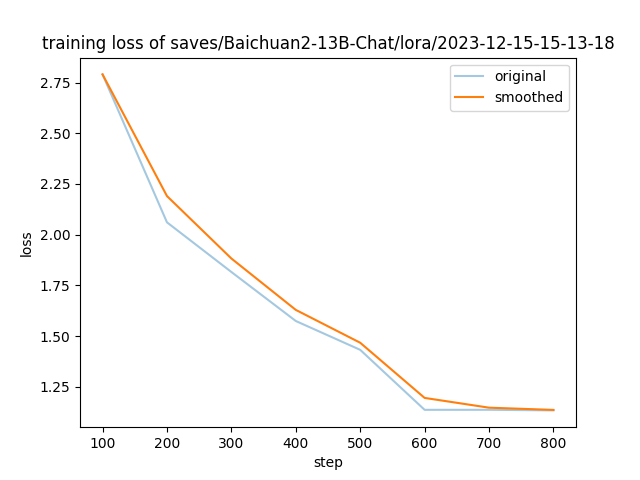 training loss of saves/Baichuan2-13B-Chat/lora/2023-12-15-15-13-18
original
smoothed
2.75
2.50
2.25
2.00
1.75
1.50
1.25
loss
100 200 300 400 500 600 700 800
step